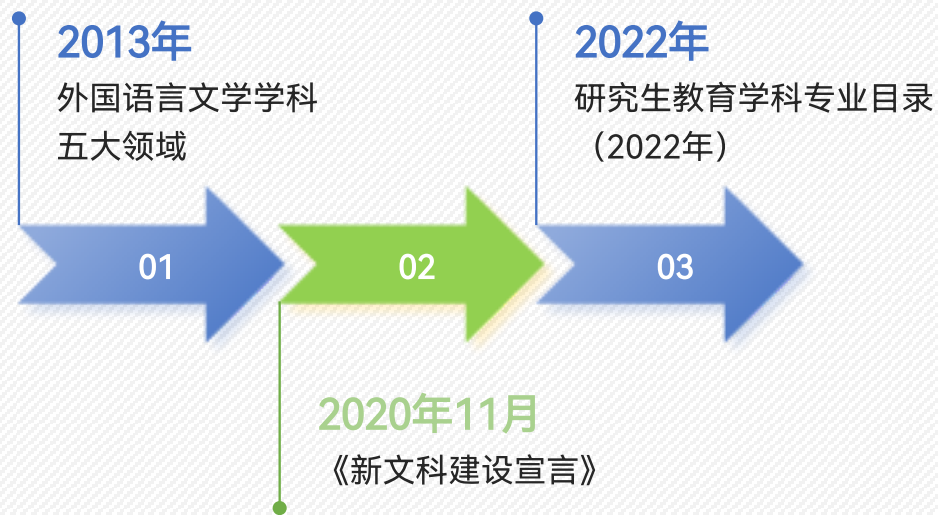 2013年
外国语言文学学科
五大领域
2022年
研究生教育学科专业目录
（2022年）
01
02
03
2020年11月
《新文科建设宣言》